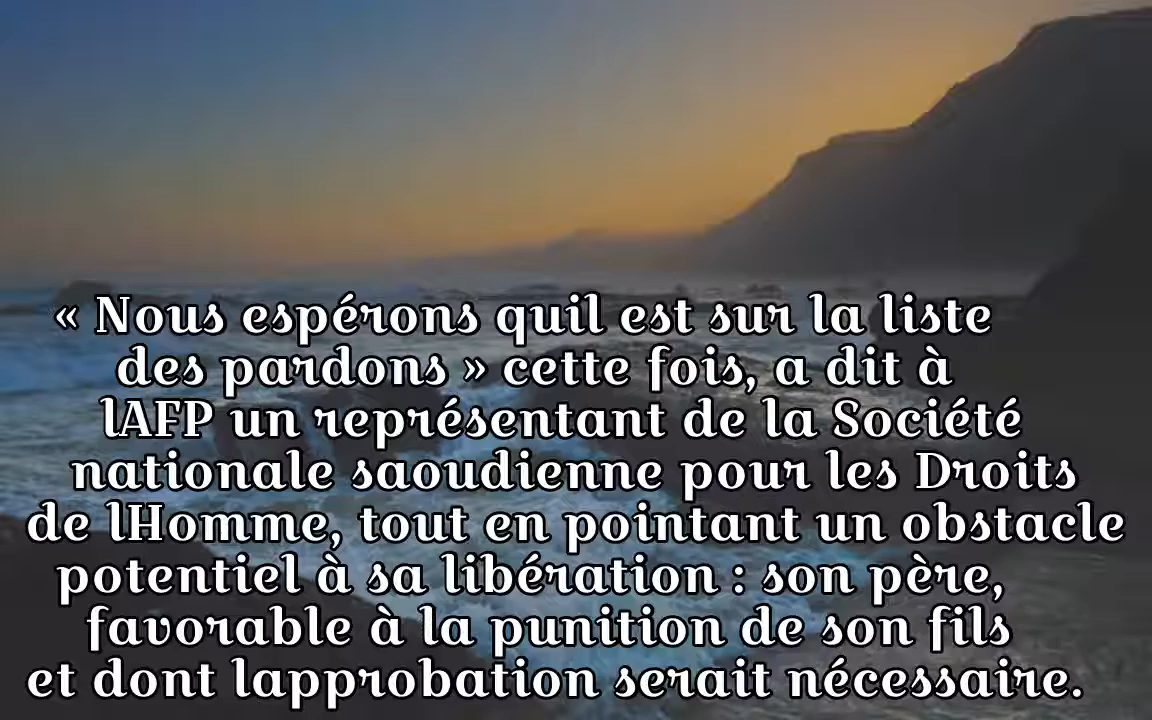 « Nous espérons quil est sur la liste
des pardons » cette fois, a dit à
lAFP un représentant de la Société
nationale saoudienne pour les Droits
de lHomme, tout en pointant un obstacle
potentiel à sa libération : son père,
favorable à la punition de son fils
et dont lapprobation serait nécessaire.